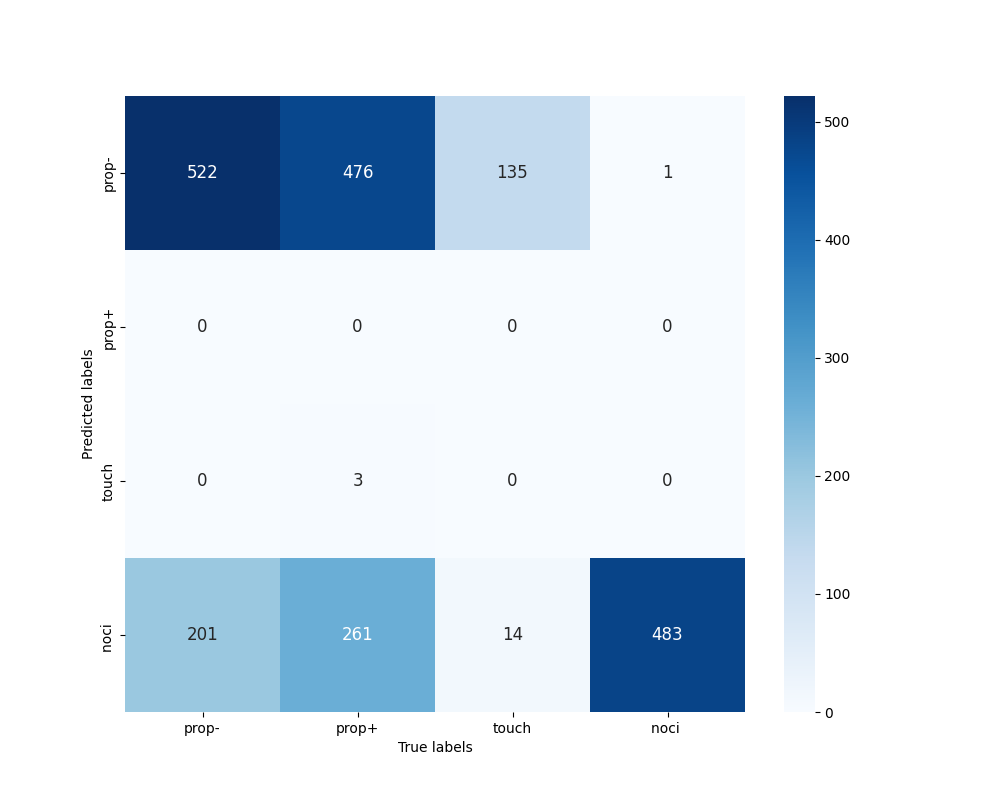 prop-
522 476 135 1
prop+
0 0 0 0
touch
0 3 0 0
noci
201 261 14 483
Predicted labels
prop- prop+ touch noci
True labels
500
400
300
200
100
0